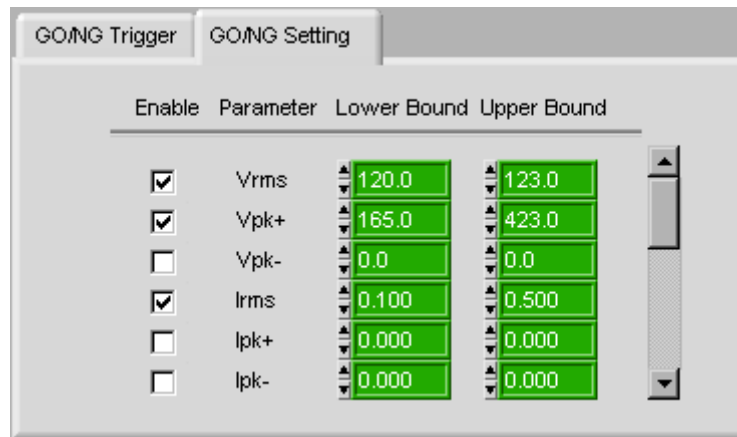 GO/NG Trigger GO/NG Setting
Enable Parameter Lower Bound Upper Bound
Vrms 120.0 123.0
Vpk+ 165.0 423.0
Vpk- 0.0 0.0
Irms 0.100 0.500
Ipk+ 0.000 0.000
Ipk- 0.000 0.000